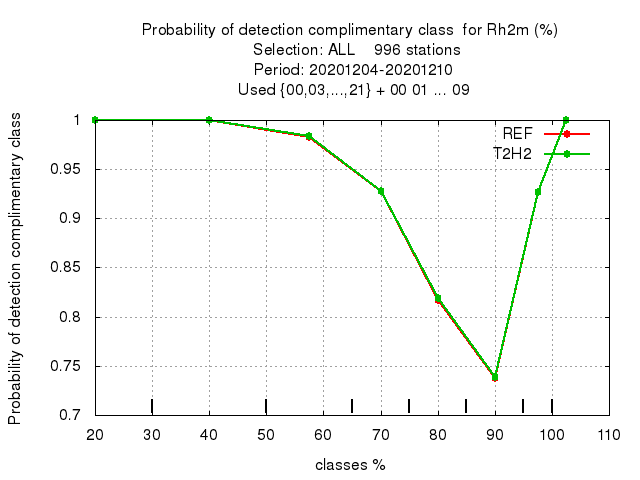 Probability of detection complimentary class  for Rh2m (%)
Selection: ALL    996 stations
Period: 20201204-20201210
Used {00,03,...,21} + 00 01 ... 09
Probability of detection complimentary class
1
0.95
0.9
0.85
0.8
0.75
0.7
REF
T2H2
20 30 40 50 60 70 80 90 100 110
classes %